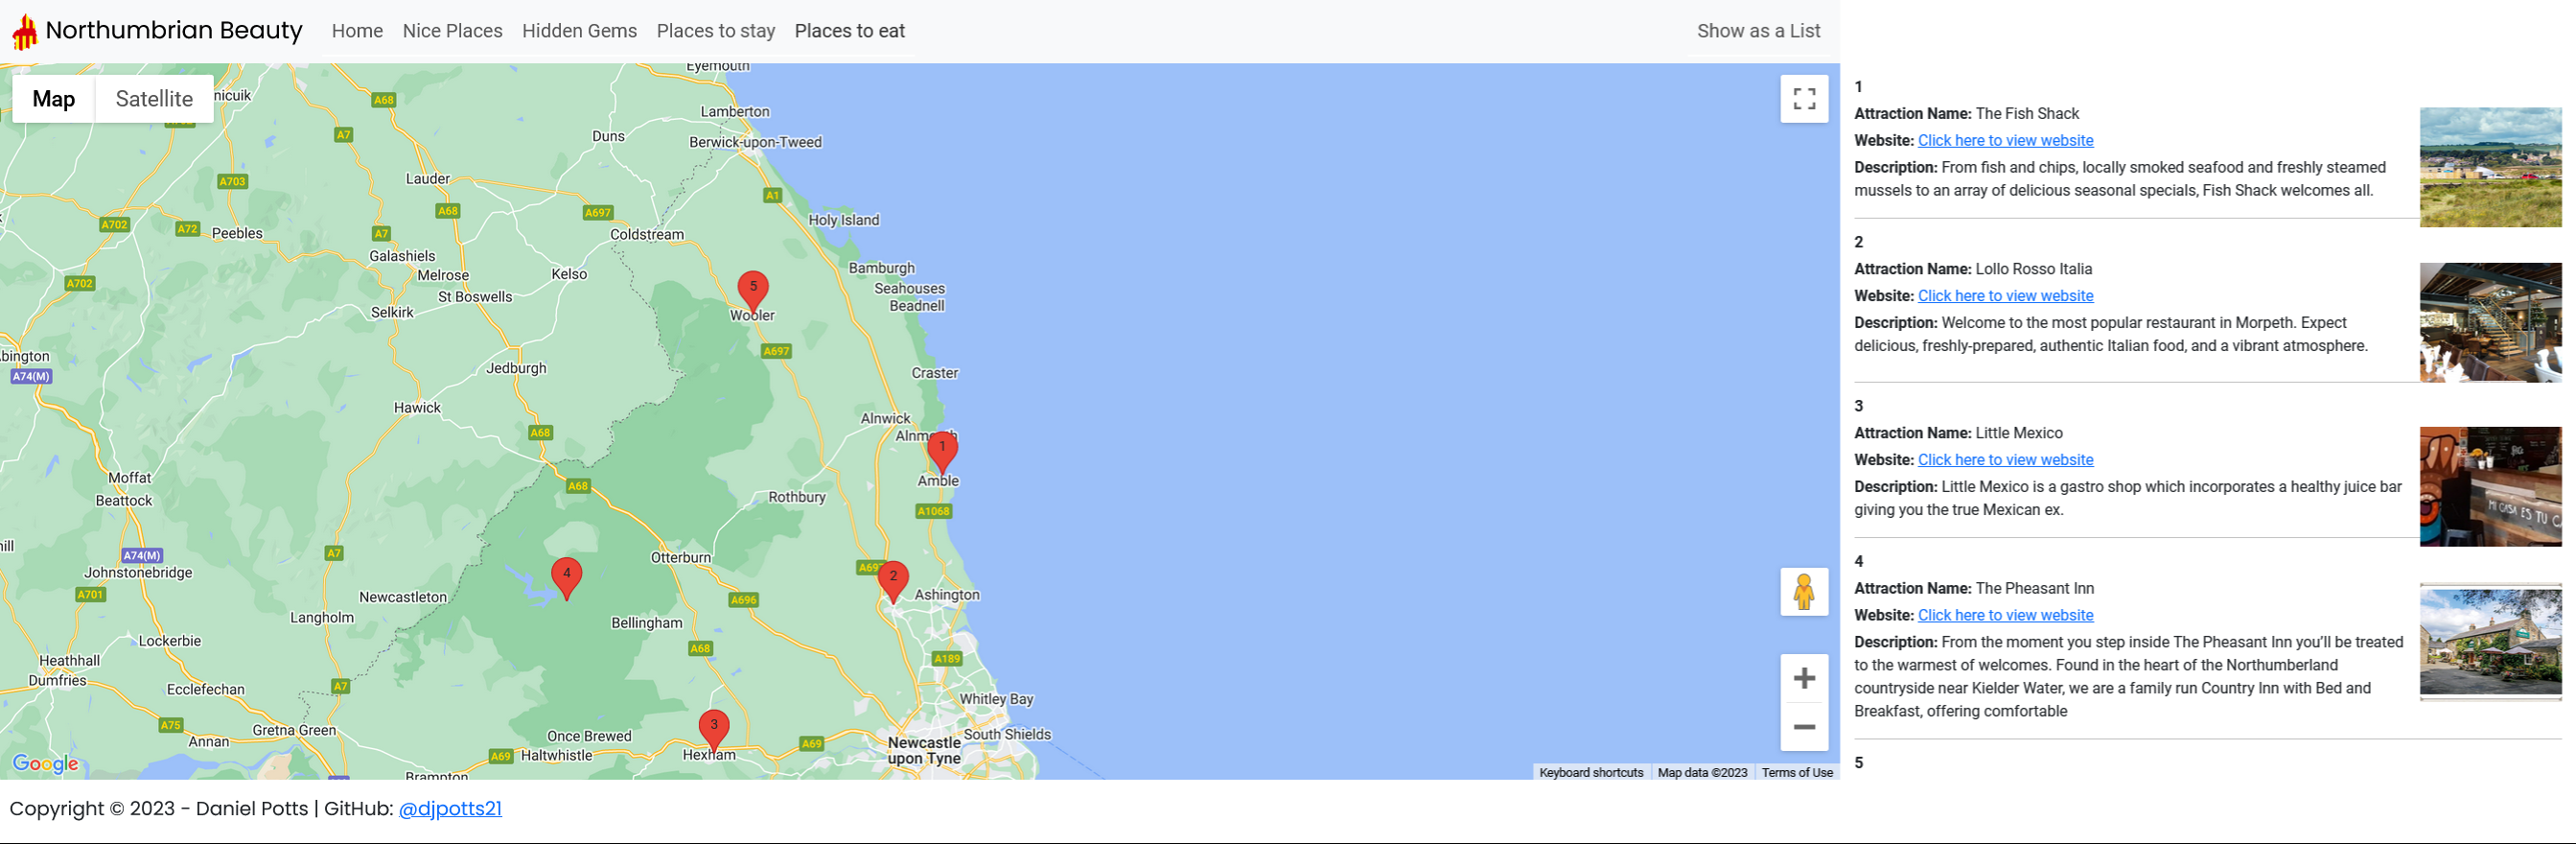 Northumbrian Beauty
Home
Nice Places
Hidden Gems
Places to stay
Places to eat
Show as a List
Map
Satellite
nicuik
A68
A7
A703
A702
A72
Peebles
Lauder
A68
A7
Galashiels
Melrose
St Boswells
Selkirk
A702
Eyemouth
Lamberton
Duns
Berwick-upon-Tweed
A1
A697
Holy Island
Coldstream
Kelso
Bamburgh
Seahouses
Beadnell
5
Wooler
A697
bington
A74(M)
Jedburgh
Craster
Hawick
Alnwick
A68
1
Amble
Moffat
Beattock
A68
Rothbury
A1068
ill
A74(M)
Johnstonebridge
A7
Otterburn
4
2
A701
Newcastleton
A696
Ashington
Langholm
Bellingham
Lockerbie
A68
A189
Heathhall
Dumfries
Ecclefechan
A7
Whitley Bay
A75
Annan
Gretna Green
3
Once Brewed
South Shields
A69
Haltwhistle
Hexham
A69
Newcastle
upon Tyne
Brampton
Google
Keyboard shortcuts
Map data ©2023
Terms of Use
1
Attraction Name: The Fish Shack
Website: Click here to view website
Description: From fish and chips, locally smoked seafood and freshly steamed
mussels to an array of delicious seasonal specials, Fish Shack welcomes all.
2
Attraction Name: Lollo Rosso Italia
Website: Click here to view website
Description: Welcome to the most popular restaurant in Morpeth. Expect
delicious, freshly-prepared, authentic Italian food, and a vibrant atmosphere.
3
Attraction Name: Little Mexico
Website: Click here to view website
Description: Little Mexico is a gastro shop which incorporates a healthy juice bar
giving you the true Mexican ex.
MI CASA ES TU C
4
Attraction Name: The Pheasant Inn
Website: Click here to view website
Description: From the moment you step inside The Pheasant Inn you'll be treated
to the warmest of welcomes. Found in the heart of the Northumberland
countryside near Kielder Water, we are a family run Country Inn with Bed and
Breakfast, offering comfortable
5
Copyright © 2023 - Daniel Potts | GitHub: @djpotts21